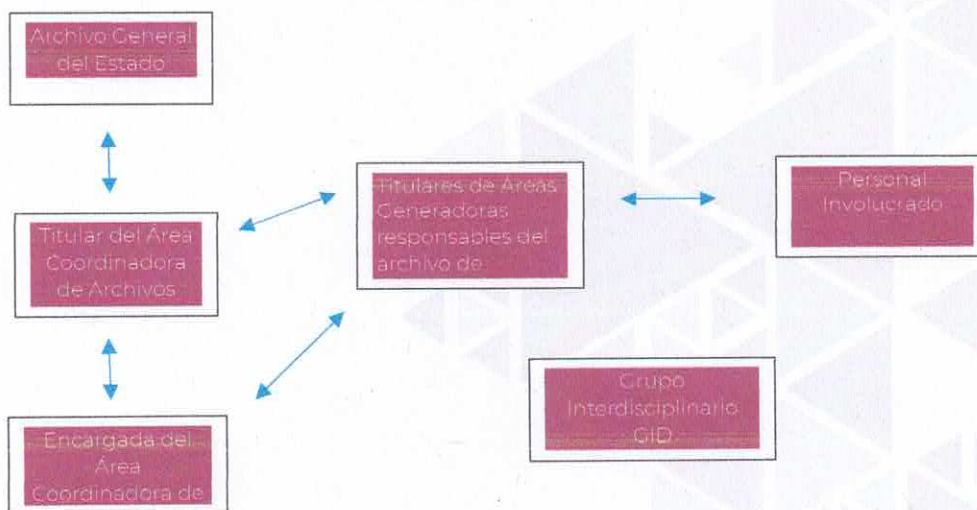 Archivo General
del Estado
Titulares de Áreas
Generadoras
responsables del
archivo de
Personal
Involucrado
Titular del Área
Coordinadora
de Archivos
Grupo
Interdisciplinario
GID
Encargada del
Área
Coordinadora de